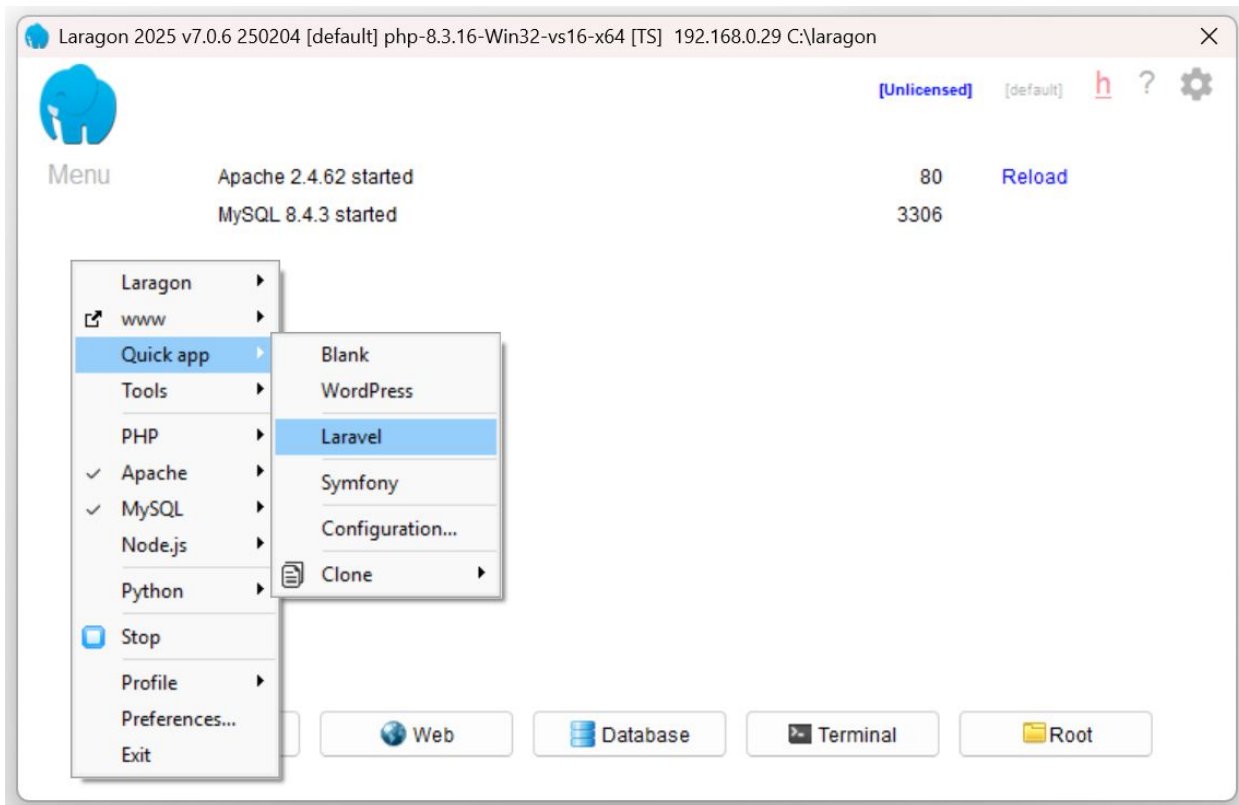 Laragon 2025 v7.0.6 250204 [default] php-8.3.16-Win32-vs16-x64 [TS] 192.168.0.29 C:\laragon
[Unlicensed] [default] h ?
Menu
Apache 2.4.62 started 80 Reload
MySQL 8.4.3 started 3306
Laragon
www
Quick app
Tools
PHP
Apache
MySQL
Node.js
Python
Stop
Profile
Preferences...
Exit
Blank
WordPress
Laravel
Symfony
Configuration...
Clone
Web
Database
Terminal
Root